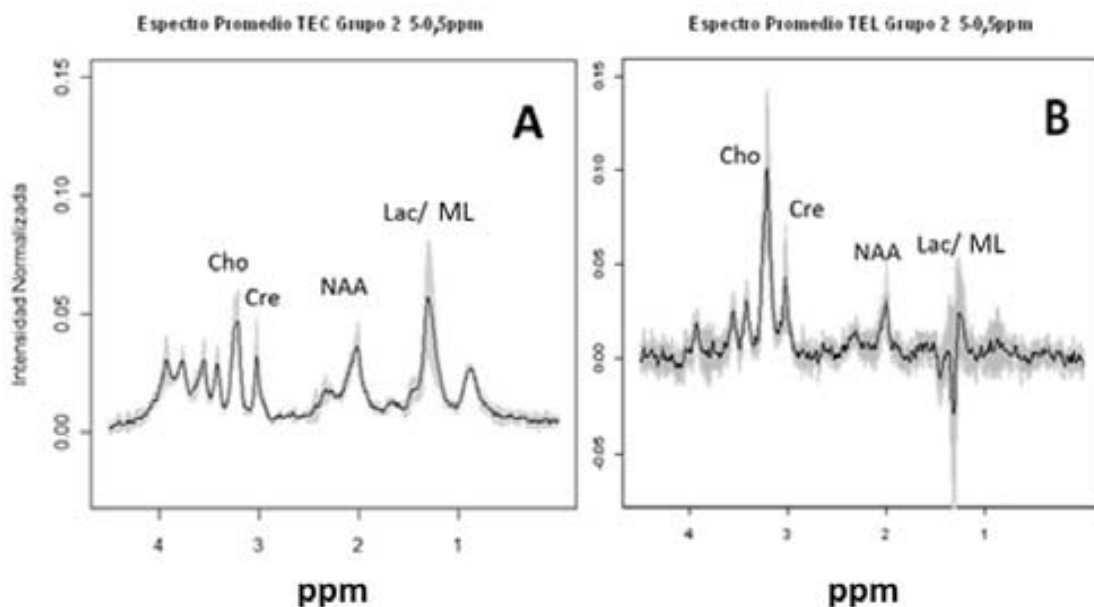 Espectro Promedio TEC Grupo 2 5-0,5ppm
A
Intensidad Normalizada
0.15
0.10
0.05
0.00
Cho
Cre
NAA
Lac/ ML
4
3
2
1
ppm
Espectro Promedio TEL Grupo 2 5-0,5ppm
B
0.15
0.10
0.05
0.00
-0.05
Cho
Cre
NAA
Lac/ ML
4
3
2
1
ppm